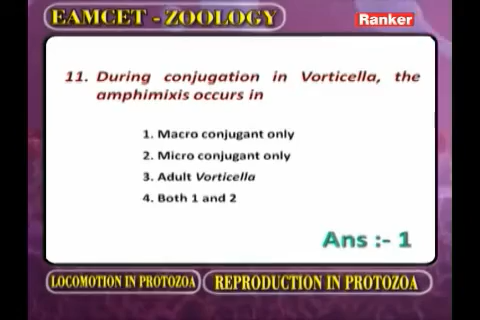 EAMCET - ZOOLOGY
Ranker
11. During conjugation in Vorticella, the
amphimixis occurs in
1. Macro conjugant only
2. Micro conjugant only
3. Adult Vorticella
4. Both 1 and 2
Ans :- 1
LOCOMOTION IN PROTOZOA
REPRODUCTION IN PROTOZOA